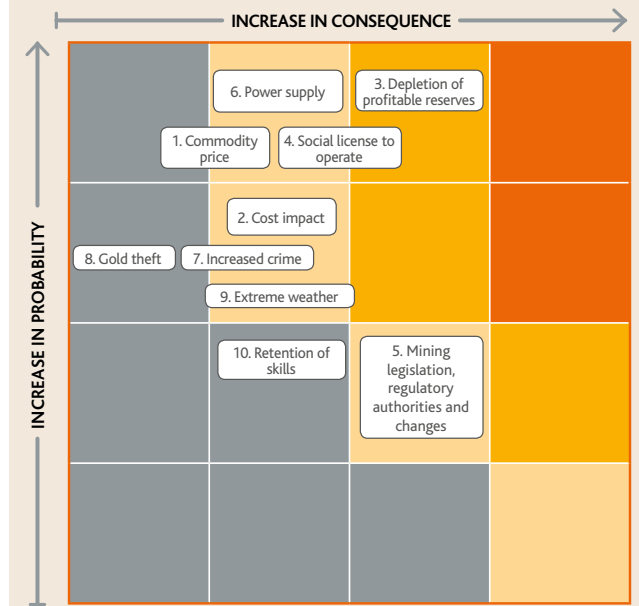 INCREASE IN CONSEQUENCE
INCREASE IN PROBABILITY
6. Power supply
3. Depletion of
profitable reserves
1. Commodity
price
4. Social license to
operate
2. Cost impact
8. Gold theft
7. Increased crime
9. Extreme weather
10. Retention of
skills
5. Mining
legislation,
regulatory
authorities and
changes